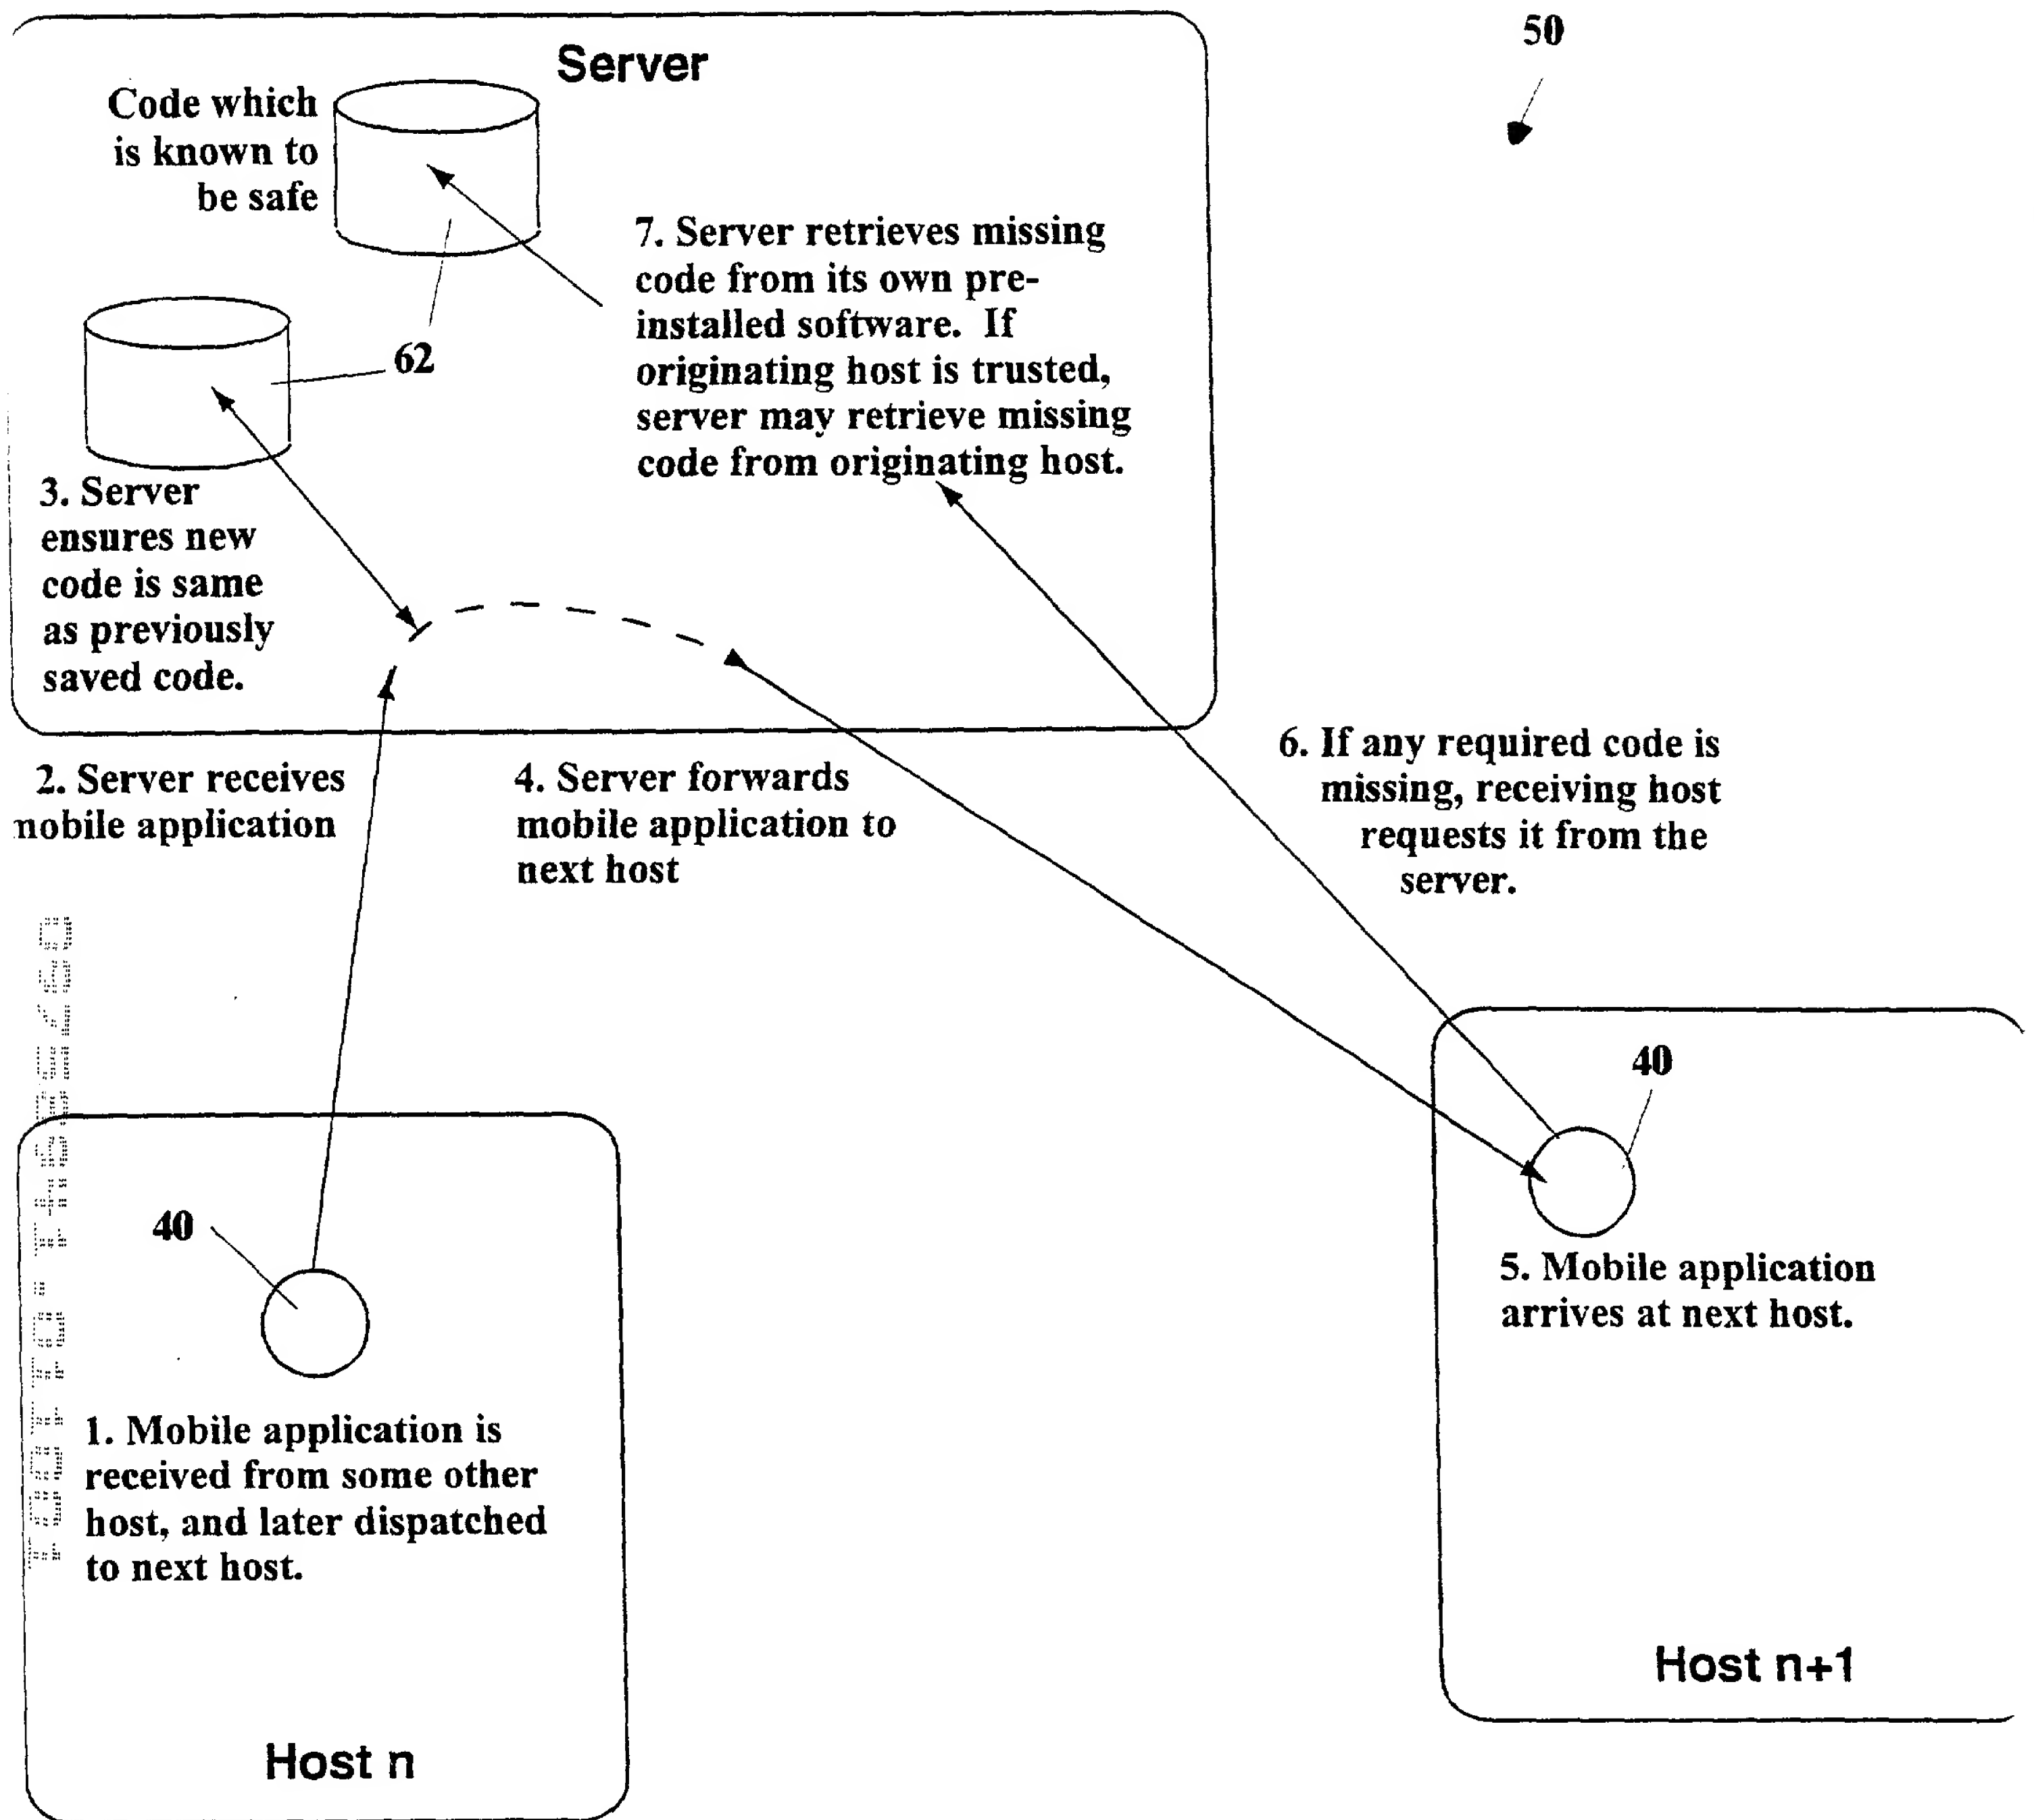 50
Server
Code which
is known to
be safe
62
7. Server retrieves missing
code from its own pre-
installed software. If
originating host is trusted,
server may retrieve missing
code from originating host.
3. Server
ensures new
code is same
as previously
saved code.
2. Server receives
mobile application
4. Server forwards
mobile application to
next host
6. If any required code is
missing, receiving host
requests it from the
server.
40
5. Mobile application
arrives at next host.
Host n+1
40
1. Mobile application is
received from some other
host, and later dispatched
to next host.
Host n